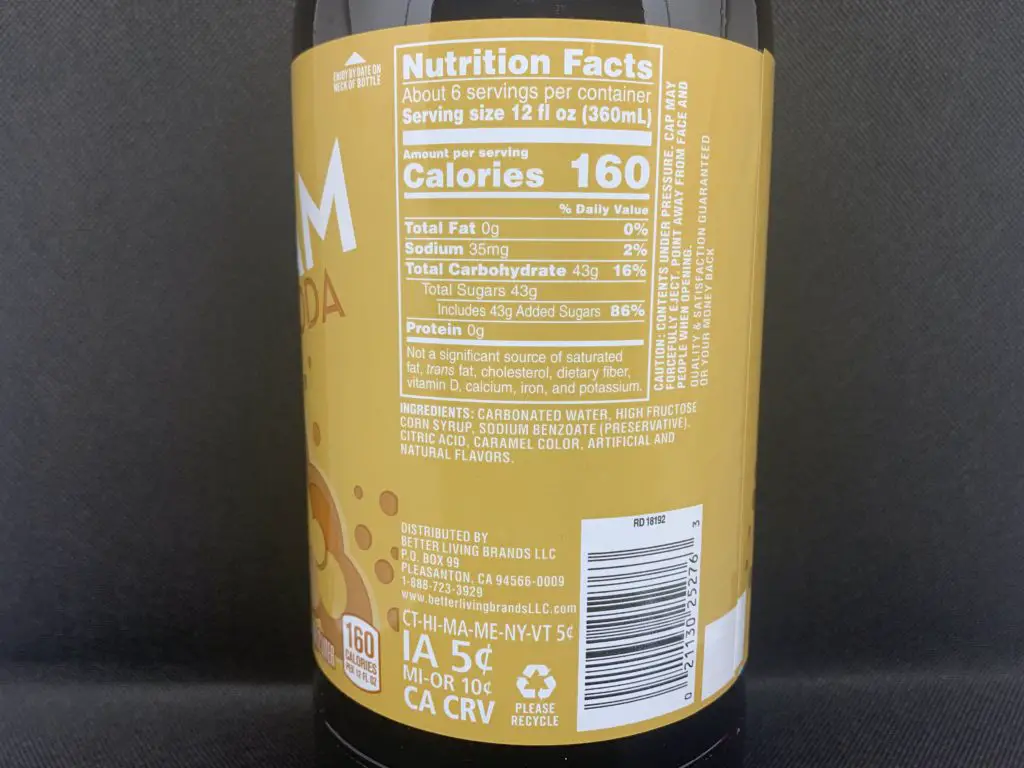 ENJOY BY DATE ON
NECK OF BOTTLE
AM
ODA
Nutrition Facts
About 6 servings per container
Serving size 12 fl oz (360mL)
Amount per serving
Calories 160
% Daily Value
Total Fat 0g 0%
Sodium 35mg 2%
Total Carbohydrate 43g 16%
Total Sugars 43g
Includes 43g Added Sugars 86%
Protein 0g
Not a significant source of saturated
fat, trans fat, cholesterol, dietary fiber,
vitamin D, calcium, iron, and potassium.
CAUTION: CONTENTS UNDER PRESSURE. CAP MAY
FORCEFULLY EJECT. POINT AWAY FROM FACE AND
PEOPLE WHEN OPENING.
QUALITY & SATISFACTION GUARANTEED
OR YOUR MONEY BACK
INGREDIENTS: CARBONATED WATER, HIGH FRUCTOSE
CORN SYRUP, SODIUM BENZOATE (PRESERVATIVE),
CITRIC ACID, CARAMEL COLOR, ARTIFICIAL AND
NATURAL FLAVORS.
DISTRIBUTED BY
BETTER LIVING BRANDS LLC
P.O. BOX 99
PLEASANTON, CA 94566-0009
1-888-723-3929
www.betterlivingbrandsLLC.com
CT-HI-MA-ME-NY-VT 5¢
IA 5¢
MI-OR 10¢
CA CRV
PLEASE
RECYCLE
160
CALORIES
PER 12 FL OZ
RD 18192
0 21130 25276 3